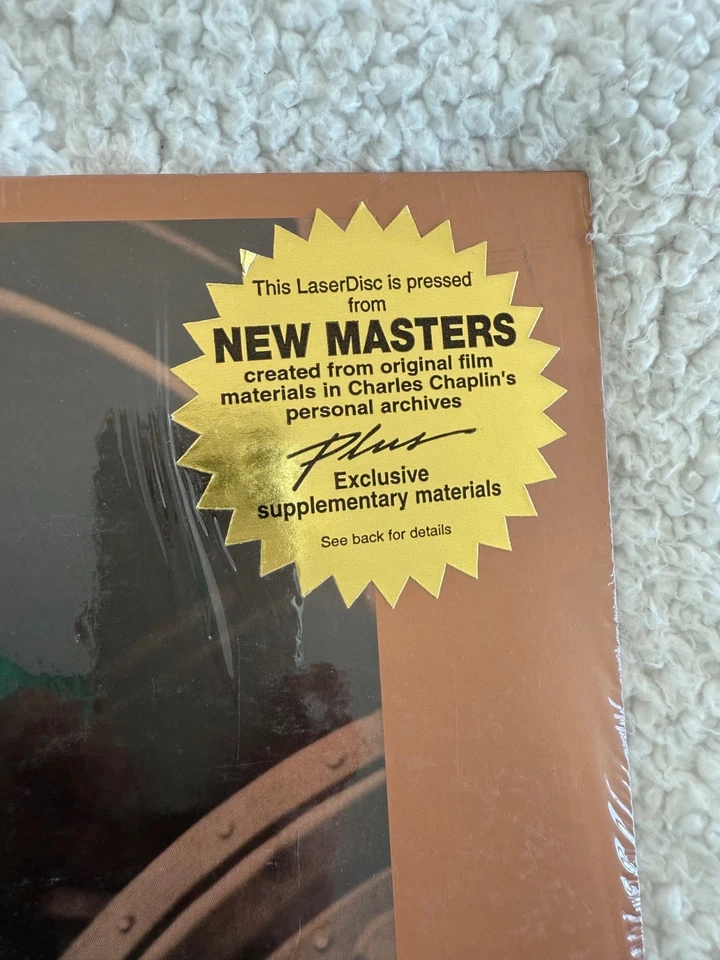 This LaserDisc is pressed
from
NEW MASTERS
created from original film
materials in Charles Chaplin's
personal archives
Plus
Exclusive
supplementary materials
See back for details